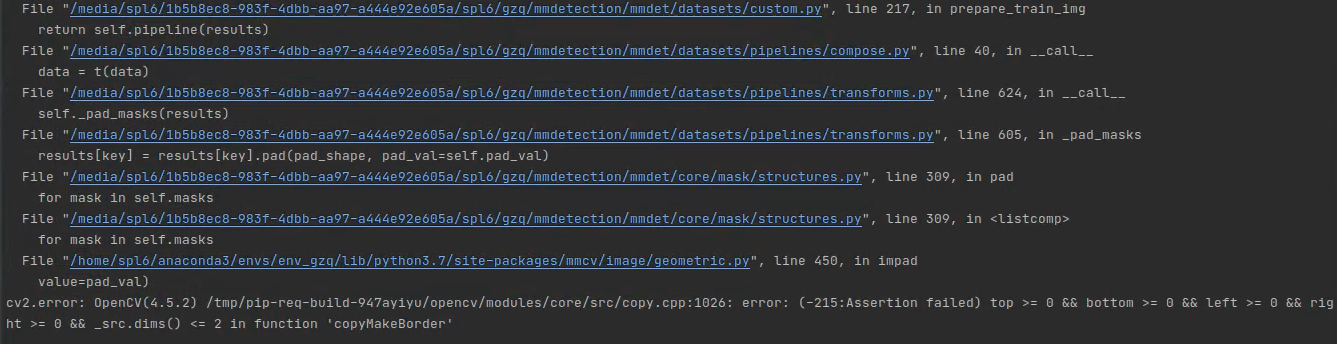 File "/media/spl6/1b5b8ec8-983f-4dbb-aa97-a444e92e605a/spl6/gzq/mmdetection/mmdet/datasets/custom.py", line 217, in prepare_train_img
return self.pipeline(results)
File "/media/spl6/1b5b8ec8-983f-4dbb-aa97-a444e92e605a/spl6/gzq/mmdetection/mmdet/datasets/pipelines/compose.py", line 40, in __call__
data = t(data)
File "/media/spl6/1b5b8ec8-983f-4dbb-aa97-a444e92e605a/spl6/gzq/mmdetection/mmdet/datasets/pipelines/transforms.py", line 624, in __call__
self._pad_masks(results)
File "/media/spl6/1b5b8ec8-983f-4dbb-aa97-a444e92e605a/spl6/gzq/mmdetection/mmdet/datasets/pipelines/transforms.py", line 605, in _pad_masks
results[key] = results[key].pad(pad_shape, pad_val=self.pad_val)
File "/media/spl6/1b5b8ec8-983f-4dbb-aa97-a444e92e605a/spl6/gzq/mmdetection/mmdet/core/mask/structures.py", line 309, in pad
for mask in self.masks
File "/media/spl6/1b5b8ec8-983f-4dbb-aa97-a444e92e605a/spl6/gzq/mmdetection/mmdet/core/mask/structures.py", line 309, in <listcomp>
for mask in self.masks
File "/home/spl6/anaconda3/envs/env_gzq/lib/python3.7/site-packages/mmcv/image/geometric.py", line 450, in impad
value=pad_val)
cv2.error: OpenCV(4.5.2) /tmp/pip-req-build-947ayiyu/opencv/modules/core/src/copy.cpp:1026: error: (-215:Assertion failed) top >= 0 && bottom >= 0 && left >= 0 && rig
ht >= 0 && _src.dims() <= 2 in function 'copyMakeBorder'